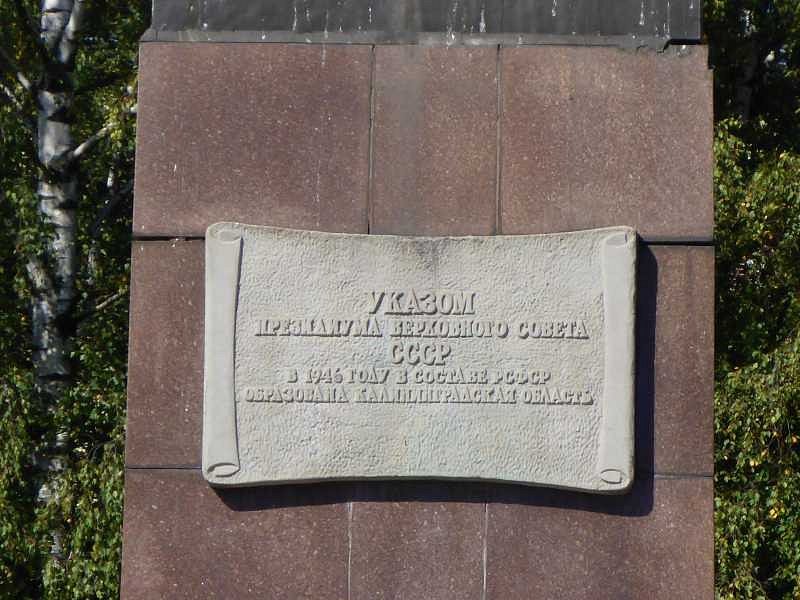 УКАЗОМ
ПРЕЗИДИУМА ВЕРХОВНОГО СОВЕТА
СССР
В 1946 ГОДУ В СОСТАВЕ РСФСР
ОБРАЗОВАНА КАЛИНИНГРАДСКАЯ ОБЛАСТЬ